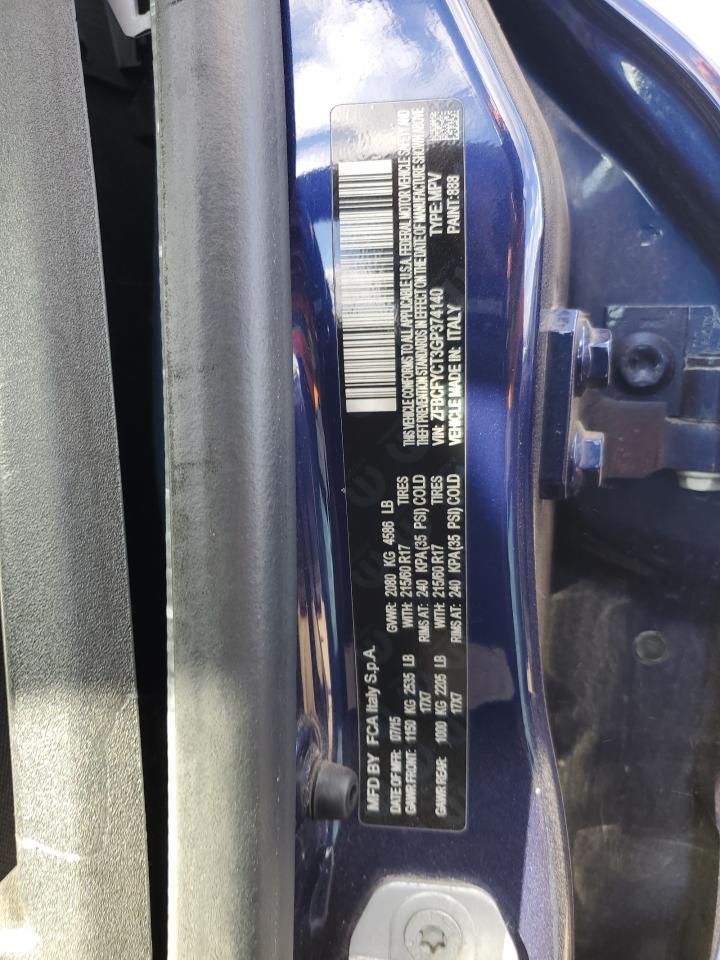 MFD BY FCA Italy S.p.A.
DATE OF MFR: 07/15 GVWR: 2080 KG 4586 LB
GAWR FRONT: 1150 KG 2535 LB WITH: 215/60 R17 TIRES
17X7 RIMS AT: 240 KPA(35 PSI) COLD
GAWR REAR: 1000 KG 2205 LB WITH: 215/60 R17 TIRES
17X7 RIMS AT: 240 KPA(35 PSI) COLD
THIS VEHICLE CONFORMS TO ALL APPLICABLE U.S.A. FEDERAL MOTOR VEHICLE SAFETY AND
THEFT PREVENTION STANDARDS IN EFFECT ON THE DATE OF MANUFACTURE SHOWN ABOVE
VIN: ZFBCFYCT3GP374140 TYPE: MPV
VEHICLE MADE IN: ITALY PAINT: 888